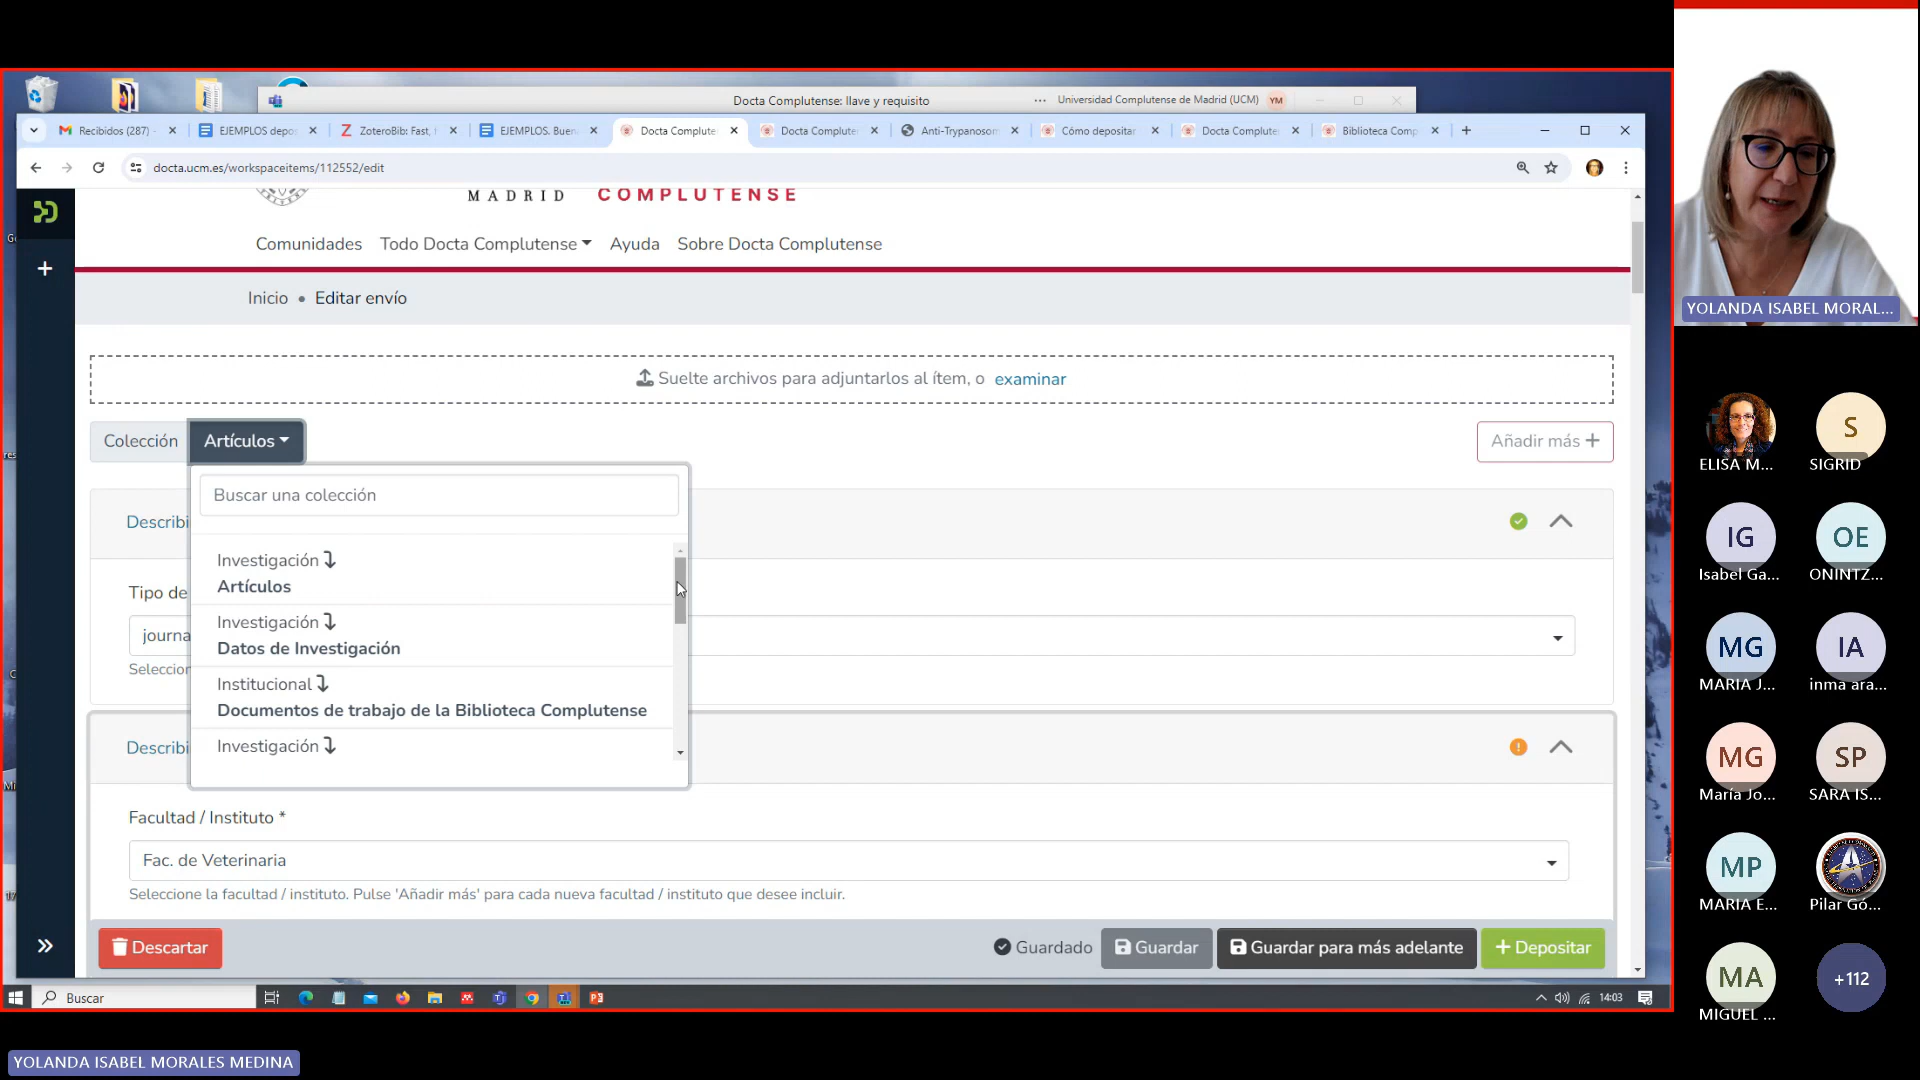 Docta Complutense: llave y requisito
Universidad Complutense de Madrid (UCM)
YM
Recibidos (287) -
EJEMPLOS depo
ZoteroBib: Fast,
EJEMPLOS. Buen
Docta Complute
Docta Complute
Anti-Trypanosom
Cómo depositar
Docta Complute
Biblioteca Comp
docta.ucm.es/workspaceitems/112552/edit
MADRID
COMPLUTENSE
Comunidades
Todo Docta Complutense
Ayuda
Sobre Docta Complutense
Inicio • Editar envío
Suelte archivos para adjuntarlos al ítem, o examinar
Colección
Artículos
Añadir más
Buscar una colección
Describi
Investigación
Artículos
Tipo de
Investigación
Datos de Investigación
journa
Seleccion
Institucional
Documentos de trabajo de la Biblioteca Complutense
Describi
Investigación
Facultad / Instituto *
Fac. de Veterinaria
Seleccione la facultad / instituto. Pulse 'Añadir más' para cada nueva facultad / instituto que desee incluir.
Descartar
Guardado
Guardar
Guardar para más adelante
Depositar
Buscar
14:03
YOLANDA ISABEL MORALES MEDINA
YOLANDA ISABEL MORAL...
ELISA M...
S
SIGRID
IG
Isabel Ga...
OE
ONINTZ...
MG
MARIA J...
IA
inma ara...
MG
María Jo...
SP
SARA IS...
MP
MARIA E...
Pilar Gó...
MA
MIGUEL ...
+112